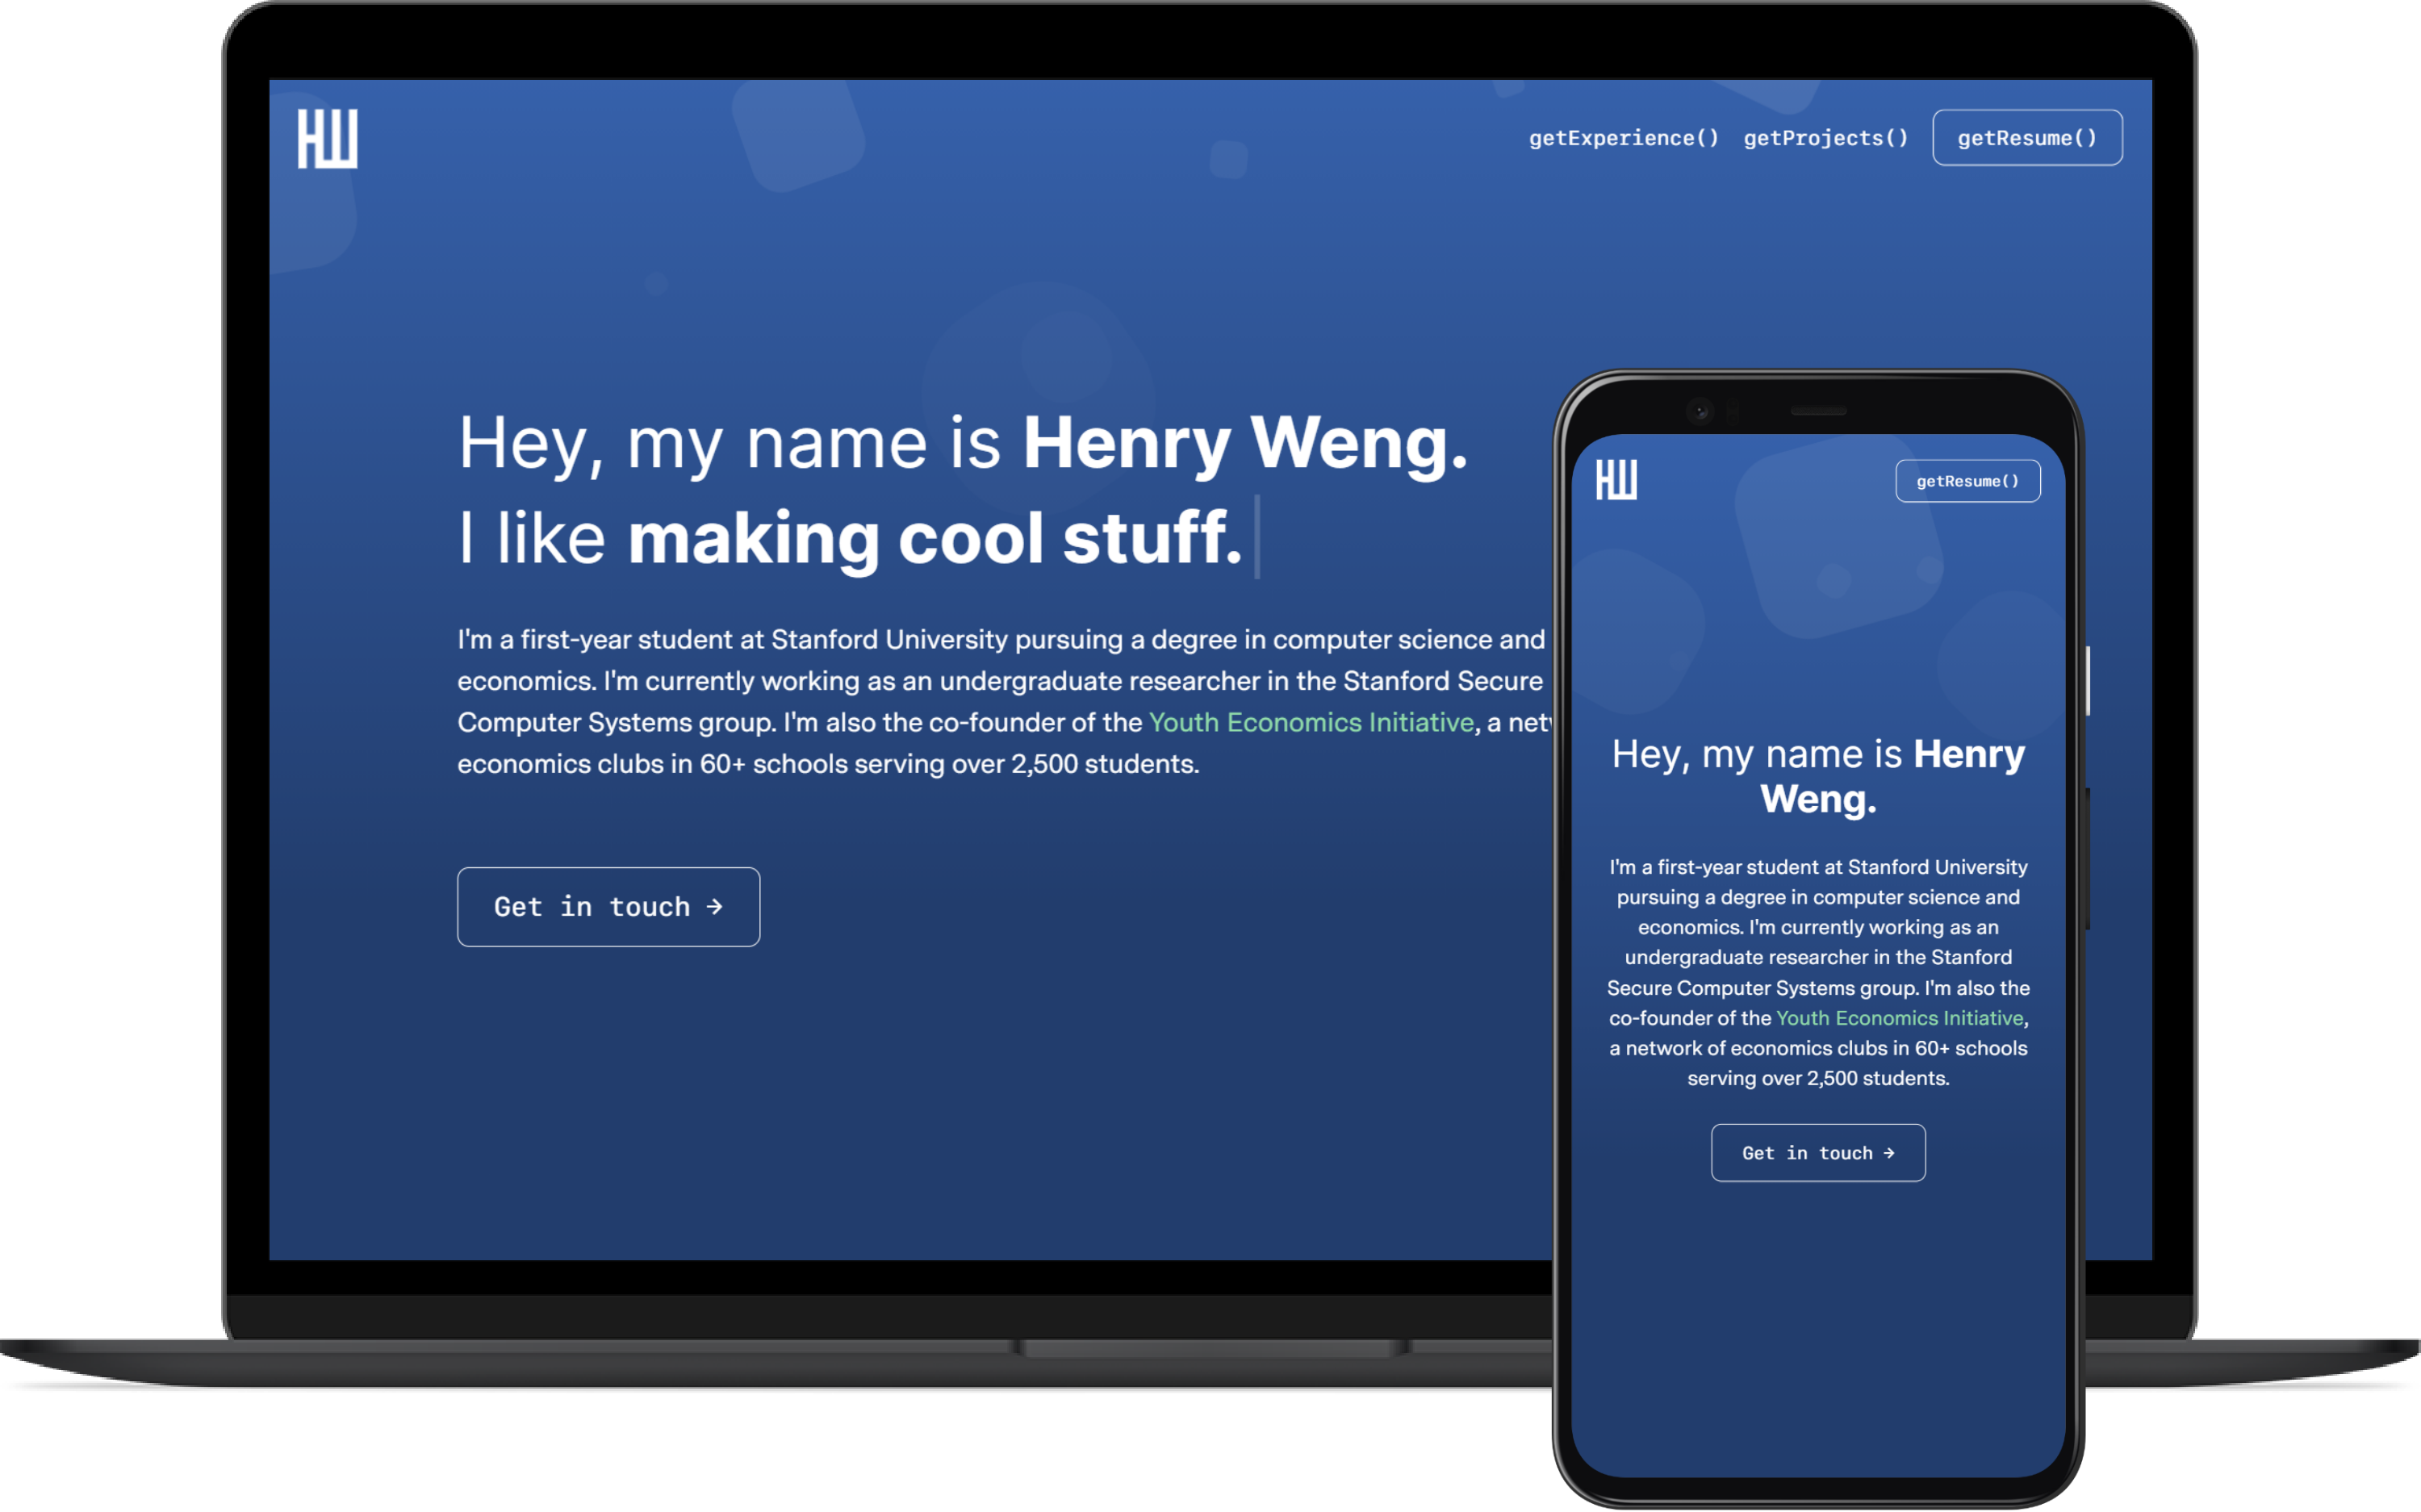 HW
getExperience() getProjects() getResume()
Hey, my name is Henry Weng.
I like making cool stuff.
I'm a first-year student at Stanford University pursuing a degree in computer science and
economics. I'm currently working as an undergraduate researcher in the Stanford Secure
Computer Systems group. I'm also the co-founder of the Youth Economics Initiative, a
economics clubs in 60+ schools serving over 2,500 students.
Get in touch →
HW
getResume()
Hey, my name is Henry
Weng.
I'm a first-year student at Stanford University
pursuing a degree in computer science and
economics. I'm currently working as an
undergraduate researcher in the Stanford
Secure Computer Systems group. I'm also the
co-founder of the Youth Economics Initiative,
a network of economics clubs in 60+ schools
serving over 2,500 students.
Get in touch →